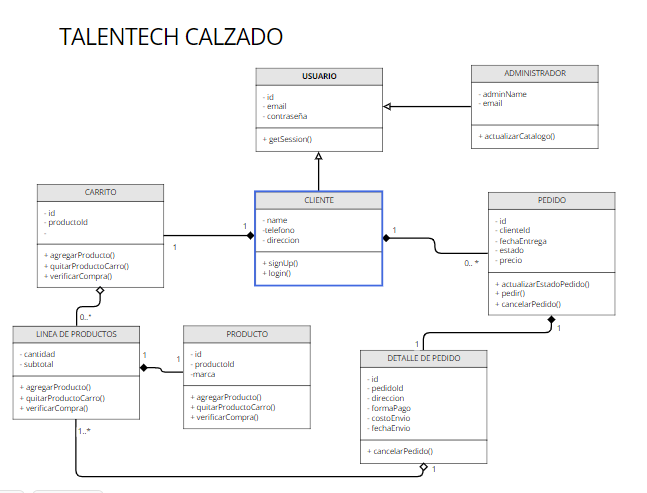 TALENTECH CALZADO
USUARIO
- id
- email
- contraseña
+ getSession()
ADMINISTRADOR
- adminName
- email
+ actualizarCatalogo()
CARRITO
- id
- productoId
-
+ agregarProducto()
+ quitarProductoCarro()
+ verificarCompra()
1
1
CLIENTE
- name
-telefono
- direccion
+ signUp()
+ login()
1
0.. *
PEDIDO
- id
- clienteId
- fechaEntrega
- estado
- precio
+ actualizarEstadoPedido()
+ pedir()
+ cancelarPedido()
0..*
LINEA DE PRODUCTOS
- cantidad
- subtotal
+ agregarProducto()
+ quitarProductoCarro()
+ verificarCompra()
1
1
PRODUCTO
- id
- productoId
-marca
+ agregarProducto()
+ quitarProductoCarro()
+ verificarCompra()
1
1
DETALLE DE PEDIDO
- id
- pedidoId
- direccion
- formaPago
- costoEnvio
- fechaEnvio
+ cancelarPedido()
1..*
1